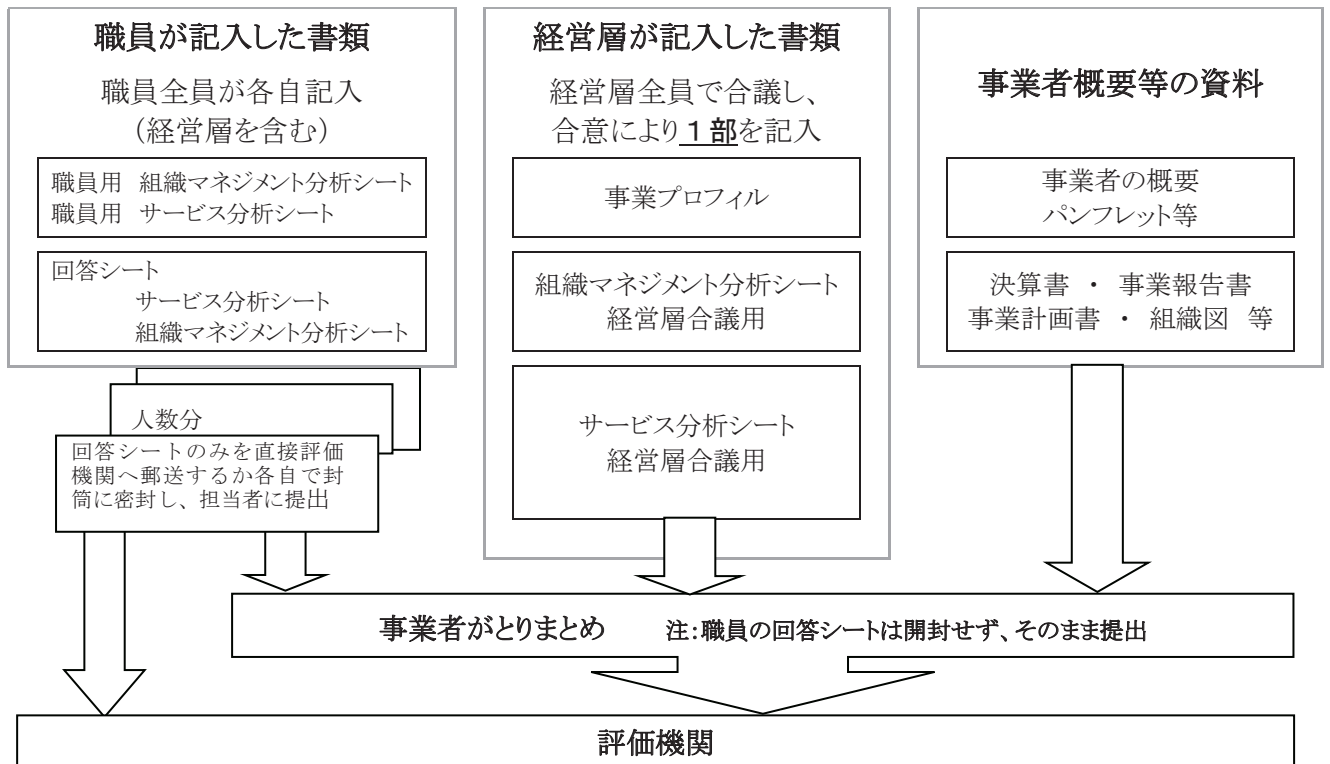 職員が記入した書類
職員全員が各自記入
（経営層を含む）
職員用　組織マネジメント分析シート
職員用　サービス分析シート
回答シート
サービス分析シート
組織マネジメント分析シート
人数分
回答シートのみを直接評価
機関へ郵送するか各自で封
筒に密封し、担当者に提出
経営層が記入した書類
経営層全員で合議し、
合意により１部を記入
事業プロフィル
組織マネジメント分析シート
経営層合議用
サービス分析シート
経営層合議用
事業者概要等の資料
事業者の概要
パンフレット等
決算書 ・ 事業報告書
事業計画書 ・ 組織図 等
事業者がとりまとめ　　注：職員の回答シートは開封せず、そのまま提出
評価機関